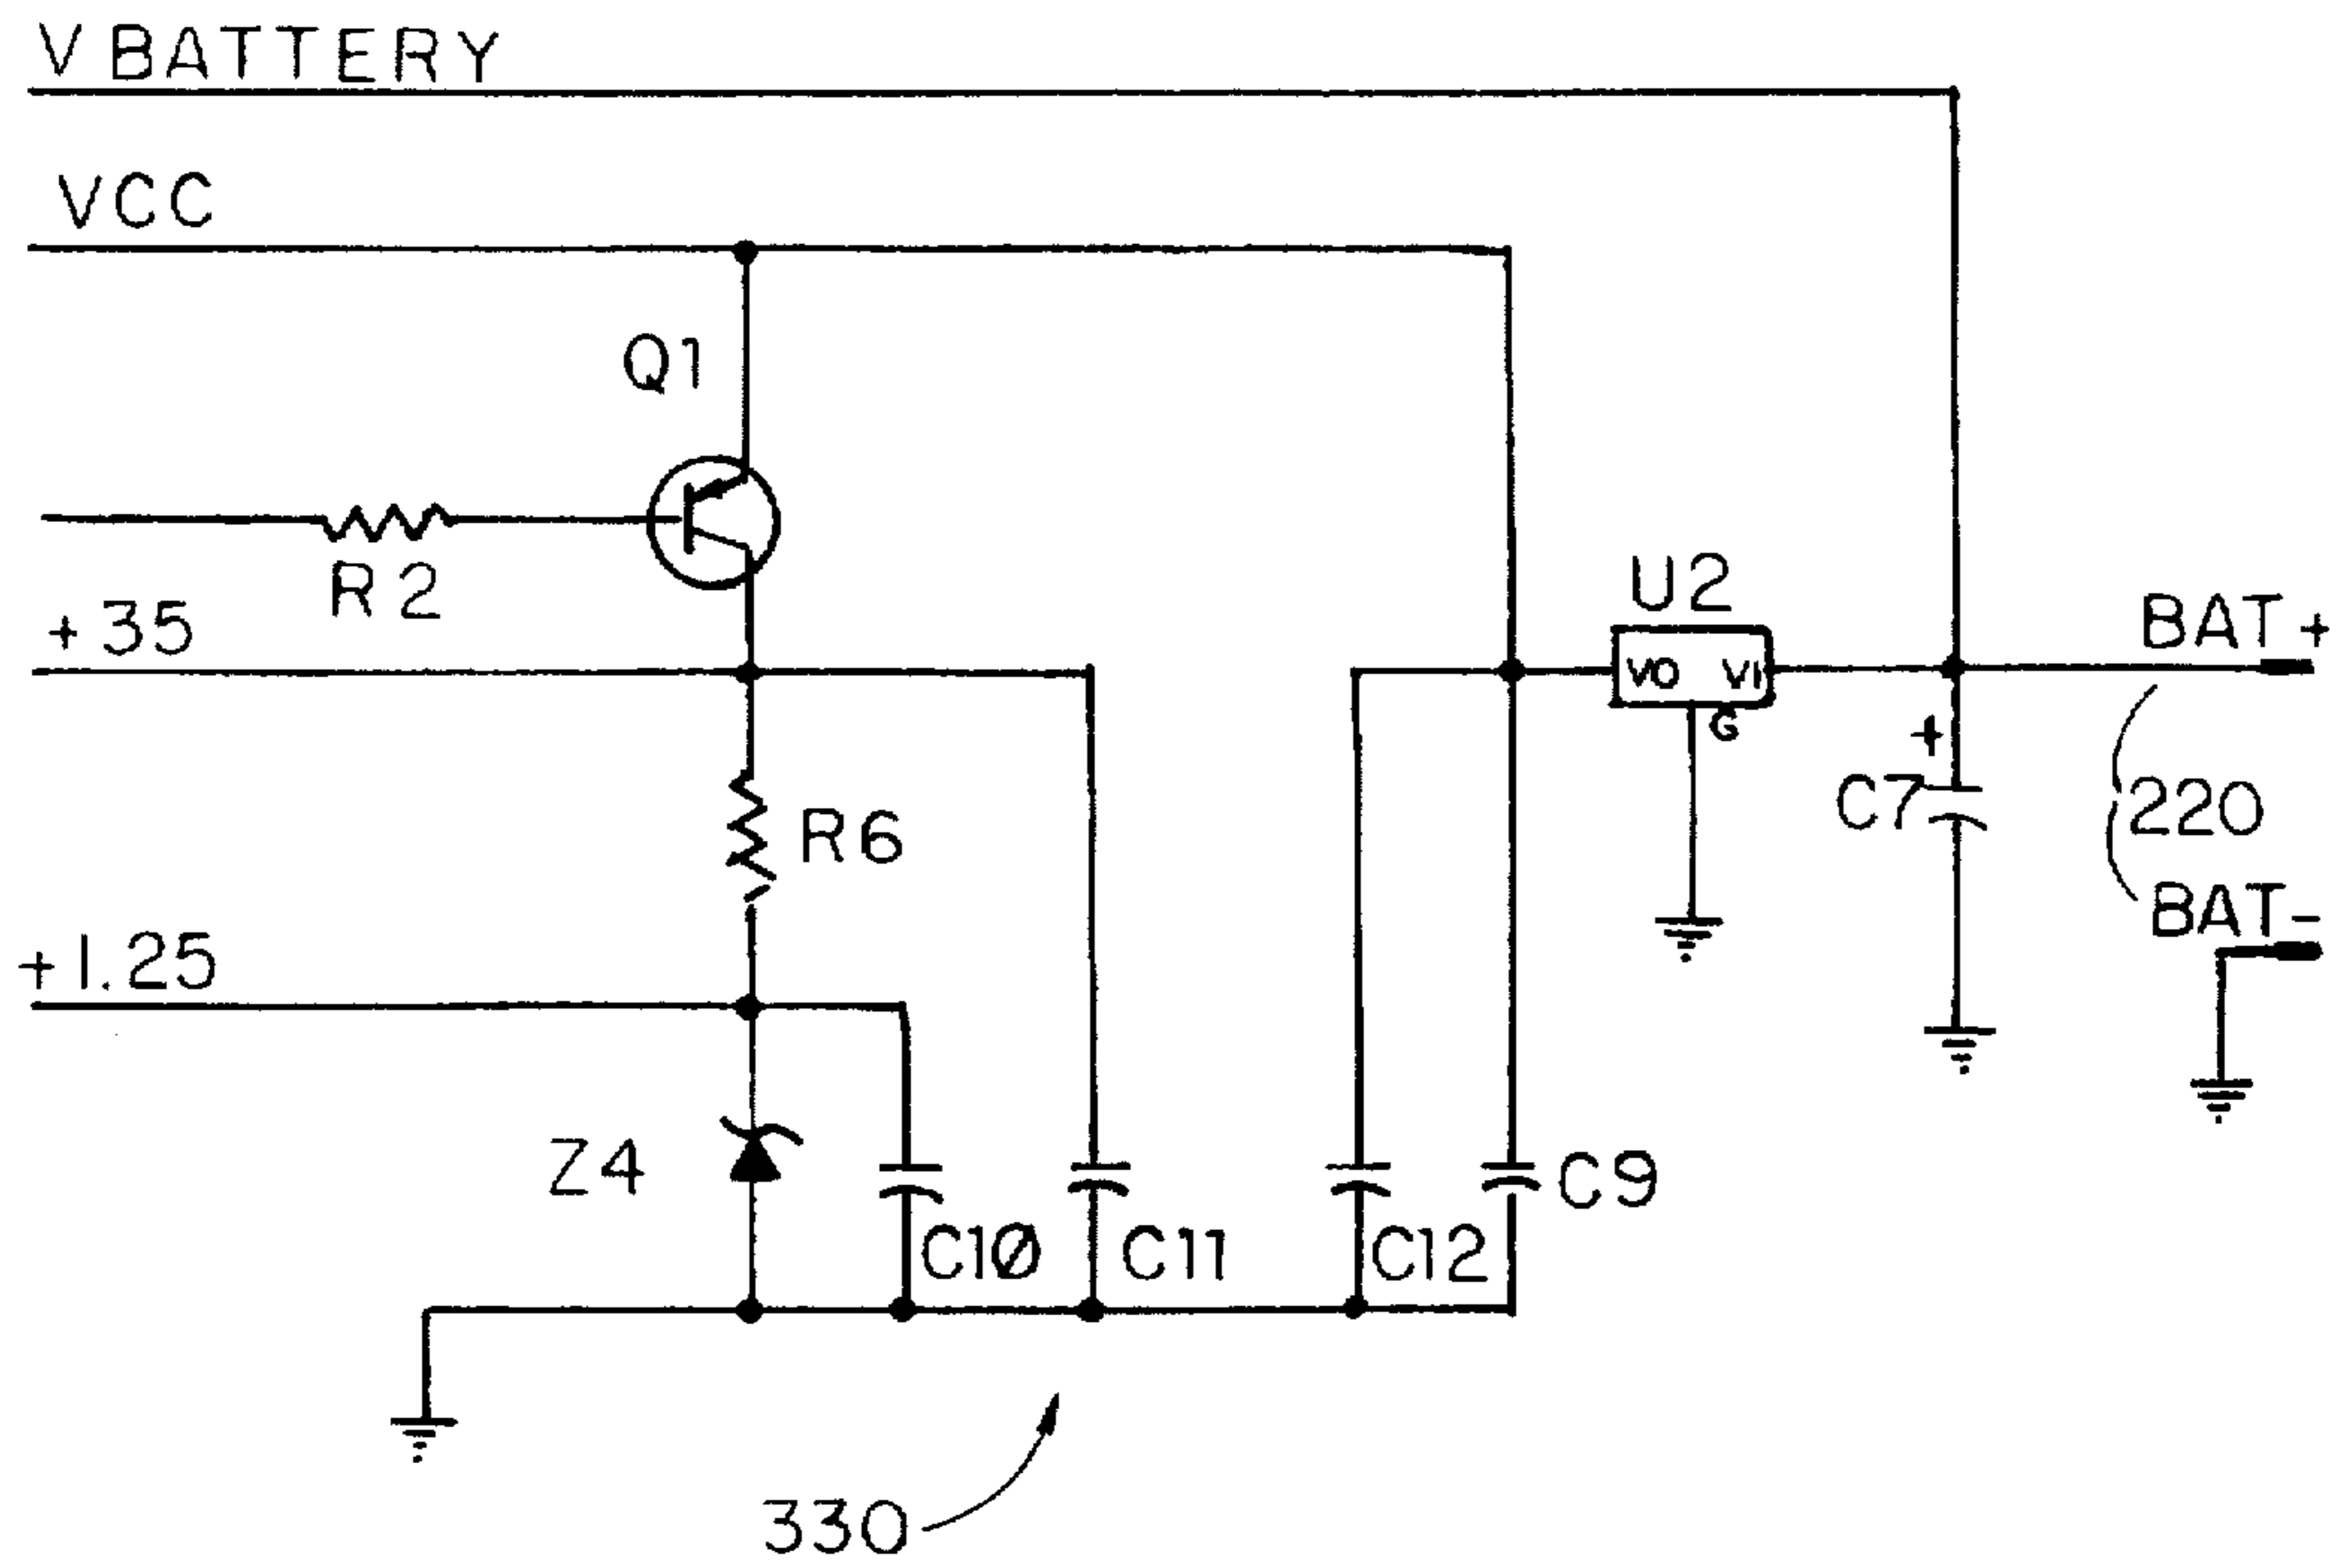 V BATTERY
VCC
Q1
R2
+35
U2
VO VI
G
BAT+
+
C7
220
R6
BAT-
+1.25
Z4
C9
C1Ø
C11
C12
330